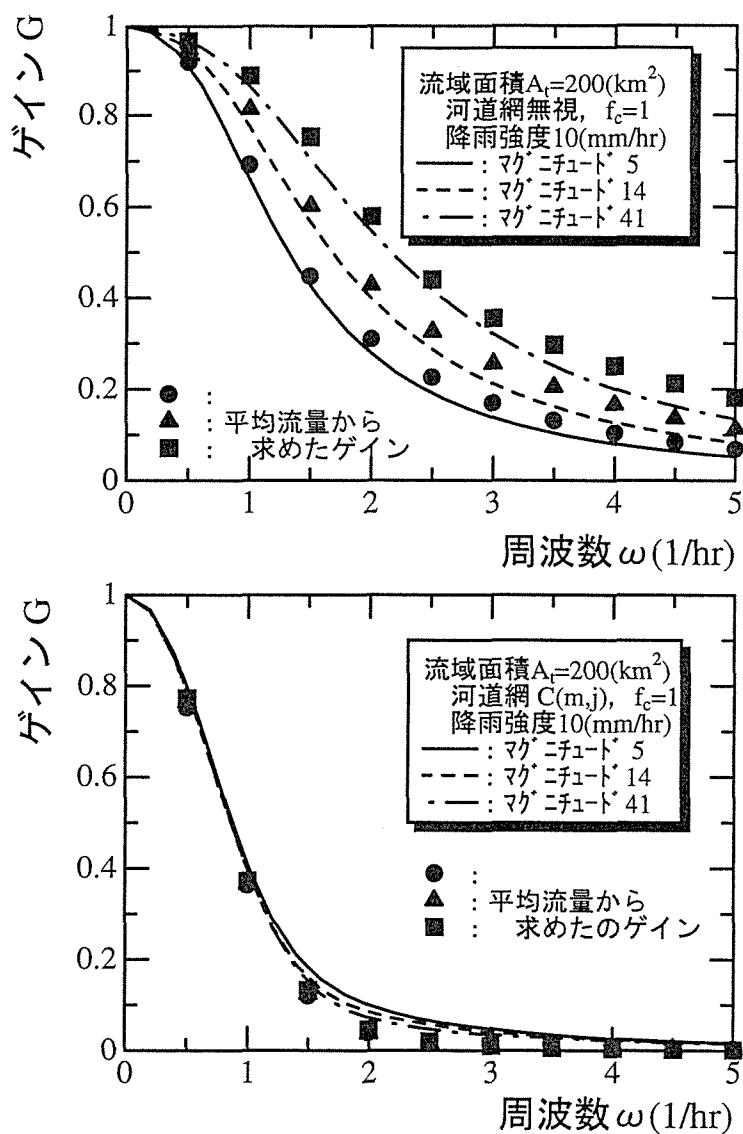 ゲイン G
1
0.8
0.6
0.4
0.2
0
流域面積A_t=200(km²)
河道網無視, f_c=1
降雨強度10(mm/hr)
: マグニチュード 5
: マグニチュード 14
: マグニチュード 41
● :
▲ : 平均流量から
■ : 求めたゲイン
0 1 2 3 4 5
周波数 ω (1/hr)
ゲイン G
1
0.8
0.6
0.4
0.2
0
流域面積A_t=200(km²)
河道網 C(m,j), f_c=1
降雨強度10(mm/hr)
: マグニチュード 5
: マグニチュード 14
: マグニチュード 41
● :
▲ : 平均流量から
■ : 求めたのゲイン
0 1 2 3 4 5
周波数 ω (1/hr)